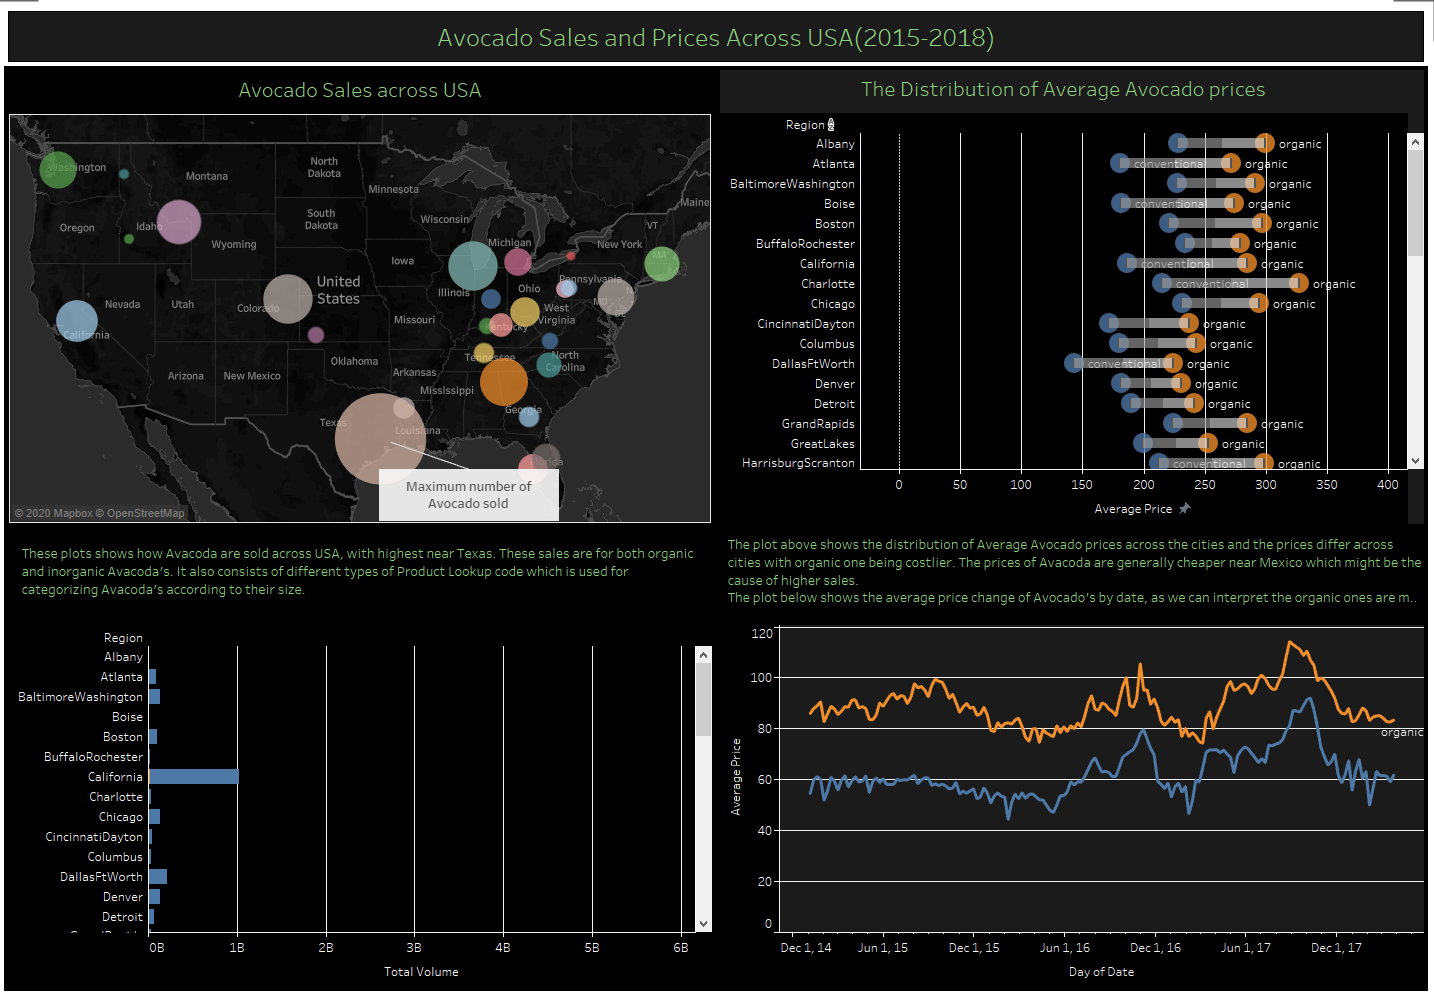 Avocado Sales and Prices Across USA(2015-2018)
Avocado Sales across USA
Washington
Montana
North
Dakota
Minnesota
Maine
Oregon
Idaho
South
Dakota
Wisconsin
VT
Wyoming
Michigan
New York
MA
Iowa
Nevada
Utah
Colorado
United
States
Illinois
Ohio
Pennsylvania
NJ
MD
DE
West
Virginia
California
Missouri
Kentucky
Arizona
New Mexico
Oklahoma
Arkansas
Tennessee
North
Carolina
Mississippi
Georgia
Texas
Louisiana
Florida
Maximum number of
Avocado sold
© 2020 Mapbox © OpenStreetMap
The Distribution of Average Avocado prices
Region
Albany organic
Atlanta conventional organic
BaltimoreWashington organic
Boise conventional organic
Boston organic
BuffaloRochester organic
California conventional organic
Charlotte conventional organic
Chicago organic
CincinnatiDayton organic
Columbus organic
DallasFtWorth conventional organic
Denver organic
Detroit organic
GrandRapids organic
GreatLakes organic
HarrisburgScranton conventional organic
0 50 100 150 200 250 300 350 400
Average Price
These plots shows how Avacoda are sold across USA, with highest near Texas. These sales are for both organic
and inorganic Avacoda's. It also consists of different types of Product Lookup code which is used for
categorizing Avacoda's according to their size.
The plot above shows the distribution of Average Avocado prices across the cities and the prices differ across
cities with organic one being costlier. The prices of Avacoda are generally cheaper near Mexico which might be the
cause of higher sales.
The plot below shows the average price change of Avocado's by date, as we can interpret the organic ones are m..
Region
Albany
Atlanta
BaltimoreWashington
Boise
Boston
BuffaloRochester
California
Charlotte
Chicago
CincinnatiDayton
Columbus
DallasFtWorth
Denver
Detroit
0B 1B 2B 3B 4B 5B 6B
Total Volume
120
100
80
60
40
20
0
Average Price
organic
Dec 1, 14 Jun 1, 15 Dec 1, 15 Jun 1, 16 Dec 1, 16 Jun 1, 17 Dec 1, 17
Day of Date